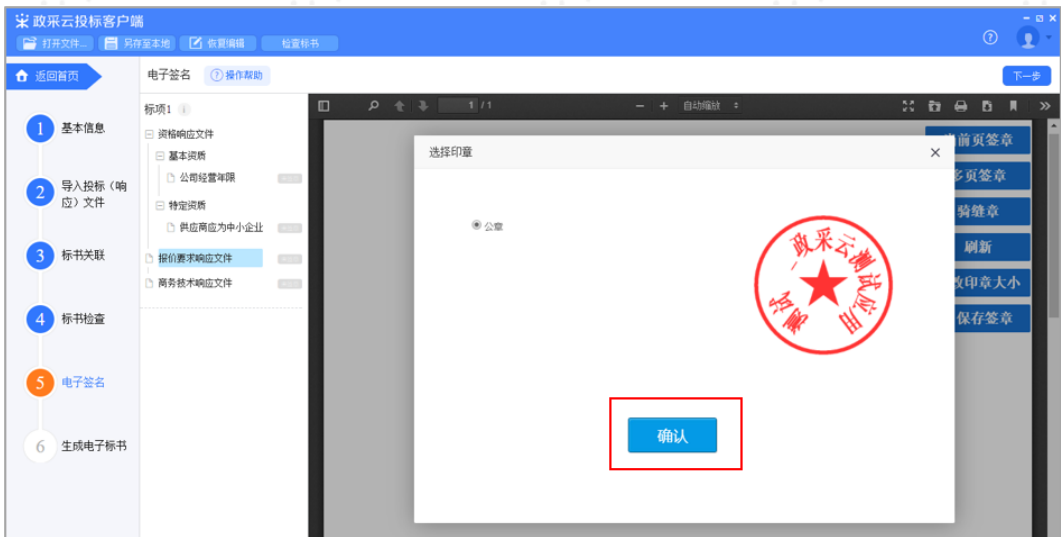 政采云投标客户端
打开文件... 另存至本地 恢复编辑 检查标书
返回首页 电子签名 操作帮助 下一步
1 基本信息
2 导入投标（响应）文件
3 标书关联
4 标书检查
5 电子签名
6 生成电子标书
标项1
资格响应文件
基本资质
公司经营年限
特定资质
供应商应为中小企业
报价要求响应文件
商务技术响应文件
1 /1 自动缩放
选择印章
公章
测试_政采云测试应用
确认
前页签章
多页签章
骑缝章
刷新
改印章大小
保存签章